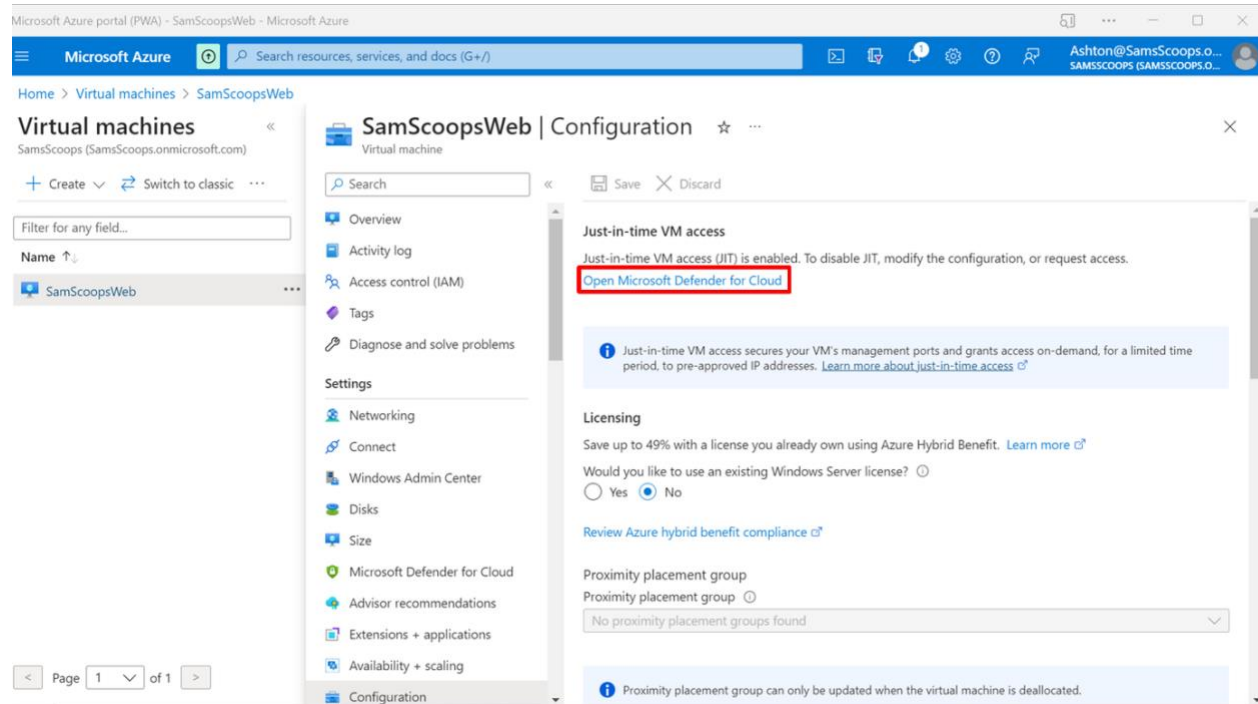 Microsoft Azure portal (PWA) - SamScoopsWeb - Microsoft Azure
Microsoft Azure
Search resources, services, and docs (G+/)
1
Ashton@SamsScoops.o...
SAMSSCOOPS (SAMSSCOOPS.O...
Home > Virtual machines > SamScoopsWeb
Virtual machines
SamsScoops (SamsScoops.onmicrosoft.com)
Create
Switch to classic
Filter for any field...
Name
SamScoopsWeb
Page 1 of 1
SamScoopsWeb | Configuration
Virtual machine
Search
Overview
Activity log
Access control (IAM)
Tags
Diagnose and solve problems
Settings
Networking
Connect
Windows Admin Center
Disks
Size
Microsoft Defender for Cloud
Advisor recommendations
Extensions + applications
Availability + scaling
Configuration
Save
Discard
Just-in-time VM access
Just-in-time VM access (JIT) is enabled. To disable JIT, modify the configuration, or request access.
Open Microsoft Defender for Cloud
Just-in-time VM access secures your VM's management ports and grants access on-demand, for a limited time
period, to pre-approved IP addresses. Learn more about just-in-time access
Licensing
Save up to 49% with a license you already own using Azure Hybrid Benefit. Learn more
Would you like to use an existing Windows Server license?
Yes No
Review Azure hybrid benefit compliance
Proximity placement group
Proximity placement group
No proximity placement groups found
Proximity placement group can only be updated when the virtual machine is deallocated.